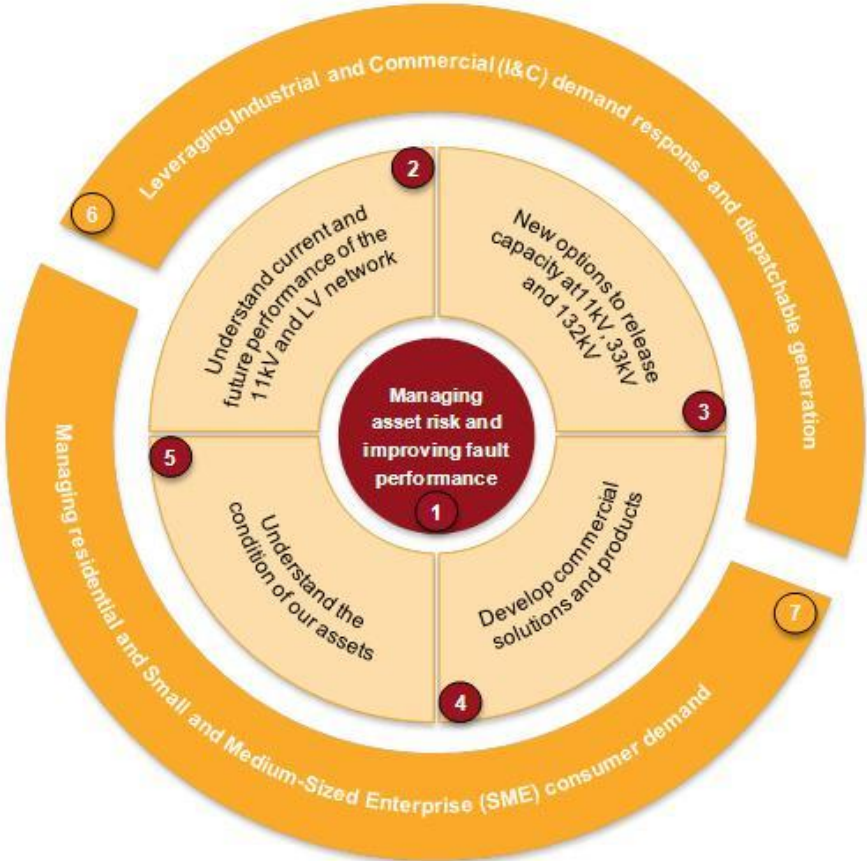 Leveraging Industrial and Commercial (I&C) demand response and dispatchable generation
6
2
Understand current and
future performance of the
11kV and LV network
New options to release
capacity at11kV, 33kV
and 132kV
3
Managing
asset risk and
improving fault
performance
1
5
Understand the
condition of our assets
Develop commercial
solutions and products
4
7
Managing residential and Small and Medium-Sized Enterprise (SME) consumer demand